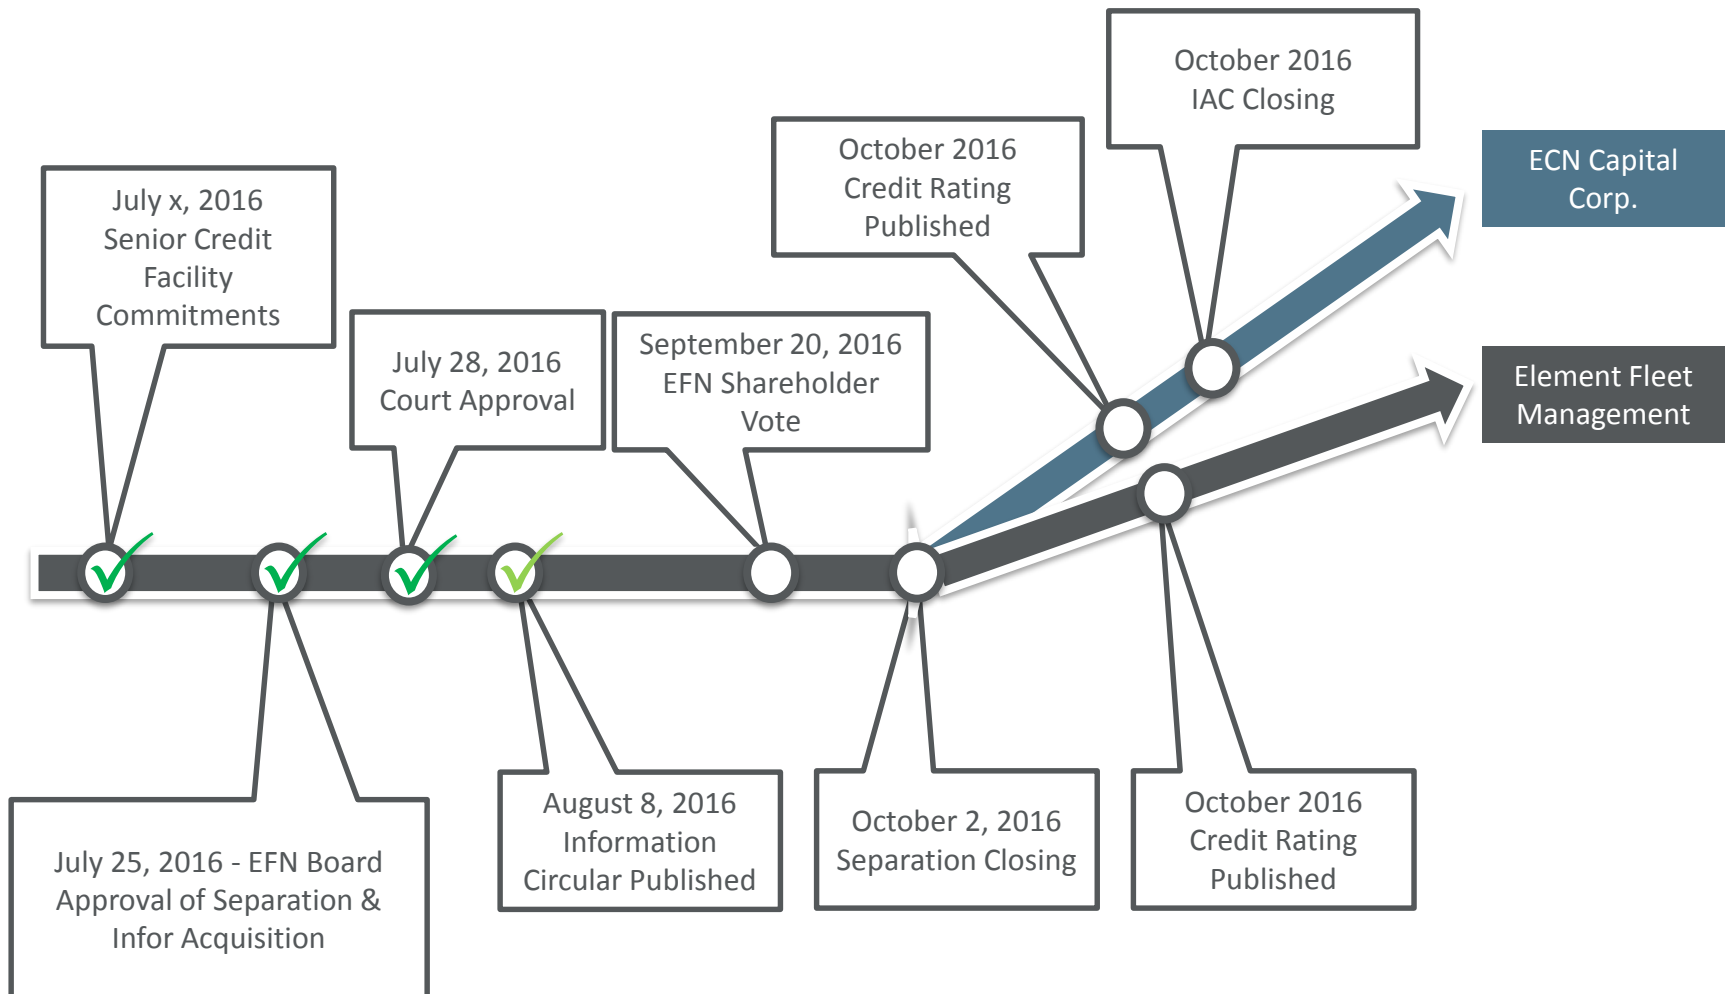 October 2016
IAC Closing
October 2016
Credit Rating
Published
ECN Capital
Corp.
July x, 2016
Senior Credit
Facility
Commitments
July 28, 2016
Court Approval
September 20, 2016
EFN Shareholder
Vote
Element Fleet
Management
July 25, 2016 - EFN Board
Approval of Separation &
Infor Acquisition
August 8, 2016
Information
Circular Published
October 2, 2016
Separation Closing
October 2016
Credit Rating
Published